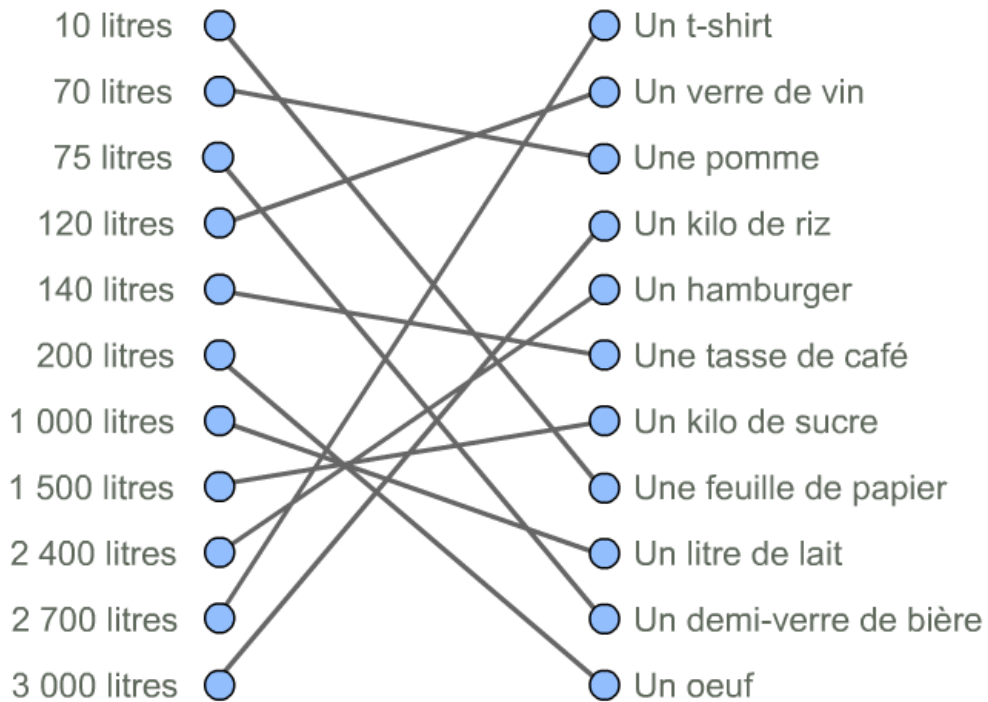 10 litres Un t-shirt
70 litres Un verre de vin
75 litres Une pomme
120 litres Un kilo de riz
140 litres Un hamburger
200 litres Une tasse de café
1 000 litres Un kilo de sucre
1 500 litres Une feuille de papier
2 400 litres Un litre de lait
2 700 litres Un demi-verre de bière
3 000 litres Un oeuf